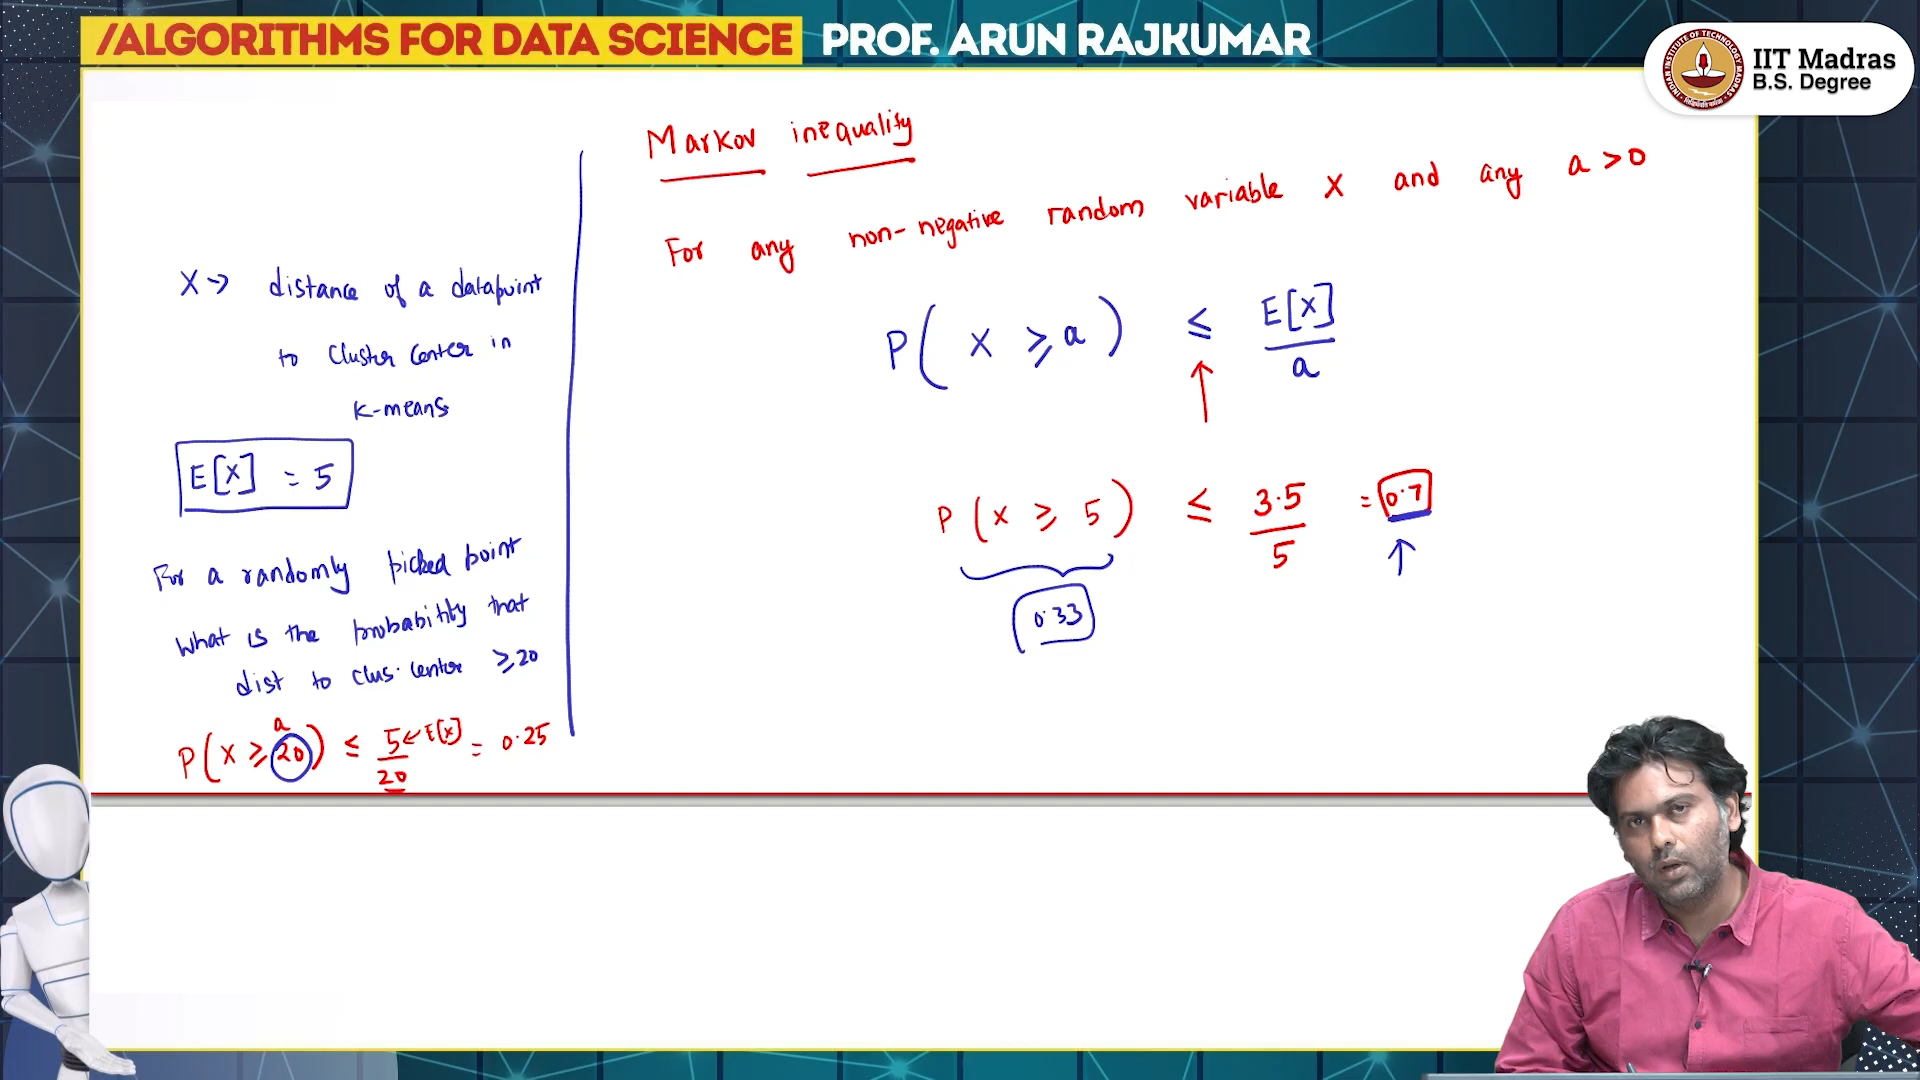 /ALGORITHMS FOR DATA SCIENCE PROF. ARUN RAJKUMAR
IIT Madras
B.S. Degree
Markov inequality
For any non-negative random variable X and any a > 0
P( X ≥ a ) ≤ E[X] / a
P( X ≥ 5 ) ≤ 3.5 / 5 = 0.7
0.33
X → distance of a datapoint
to cluster center in
K-means
E[X] = 5
For a randomly picked point
What is the probability that
dist to clus. center ≥ 20
a
P( X ≥ 20 ) ≤ 5 ← E[X] / 20 = 0.25